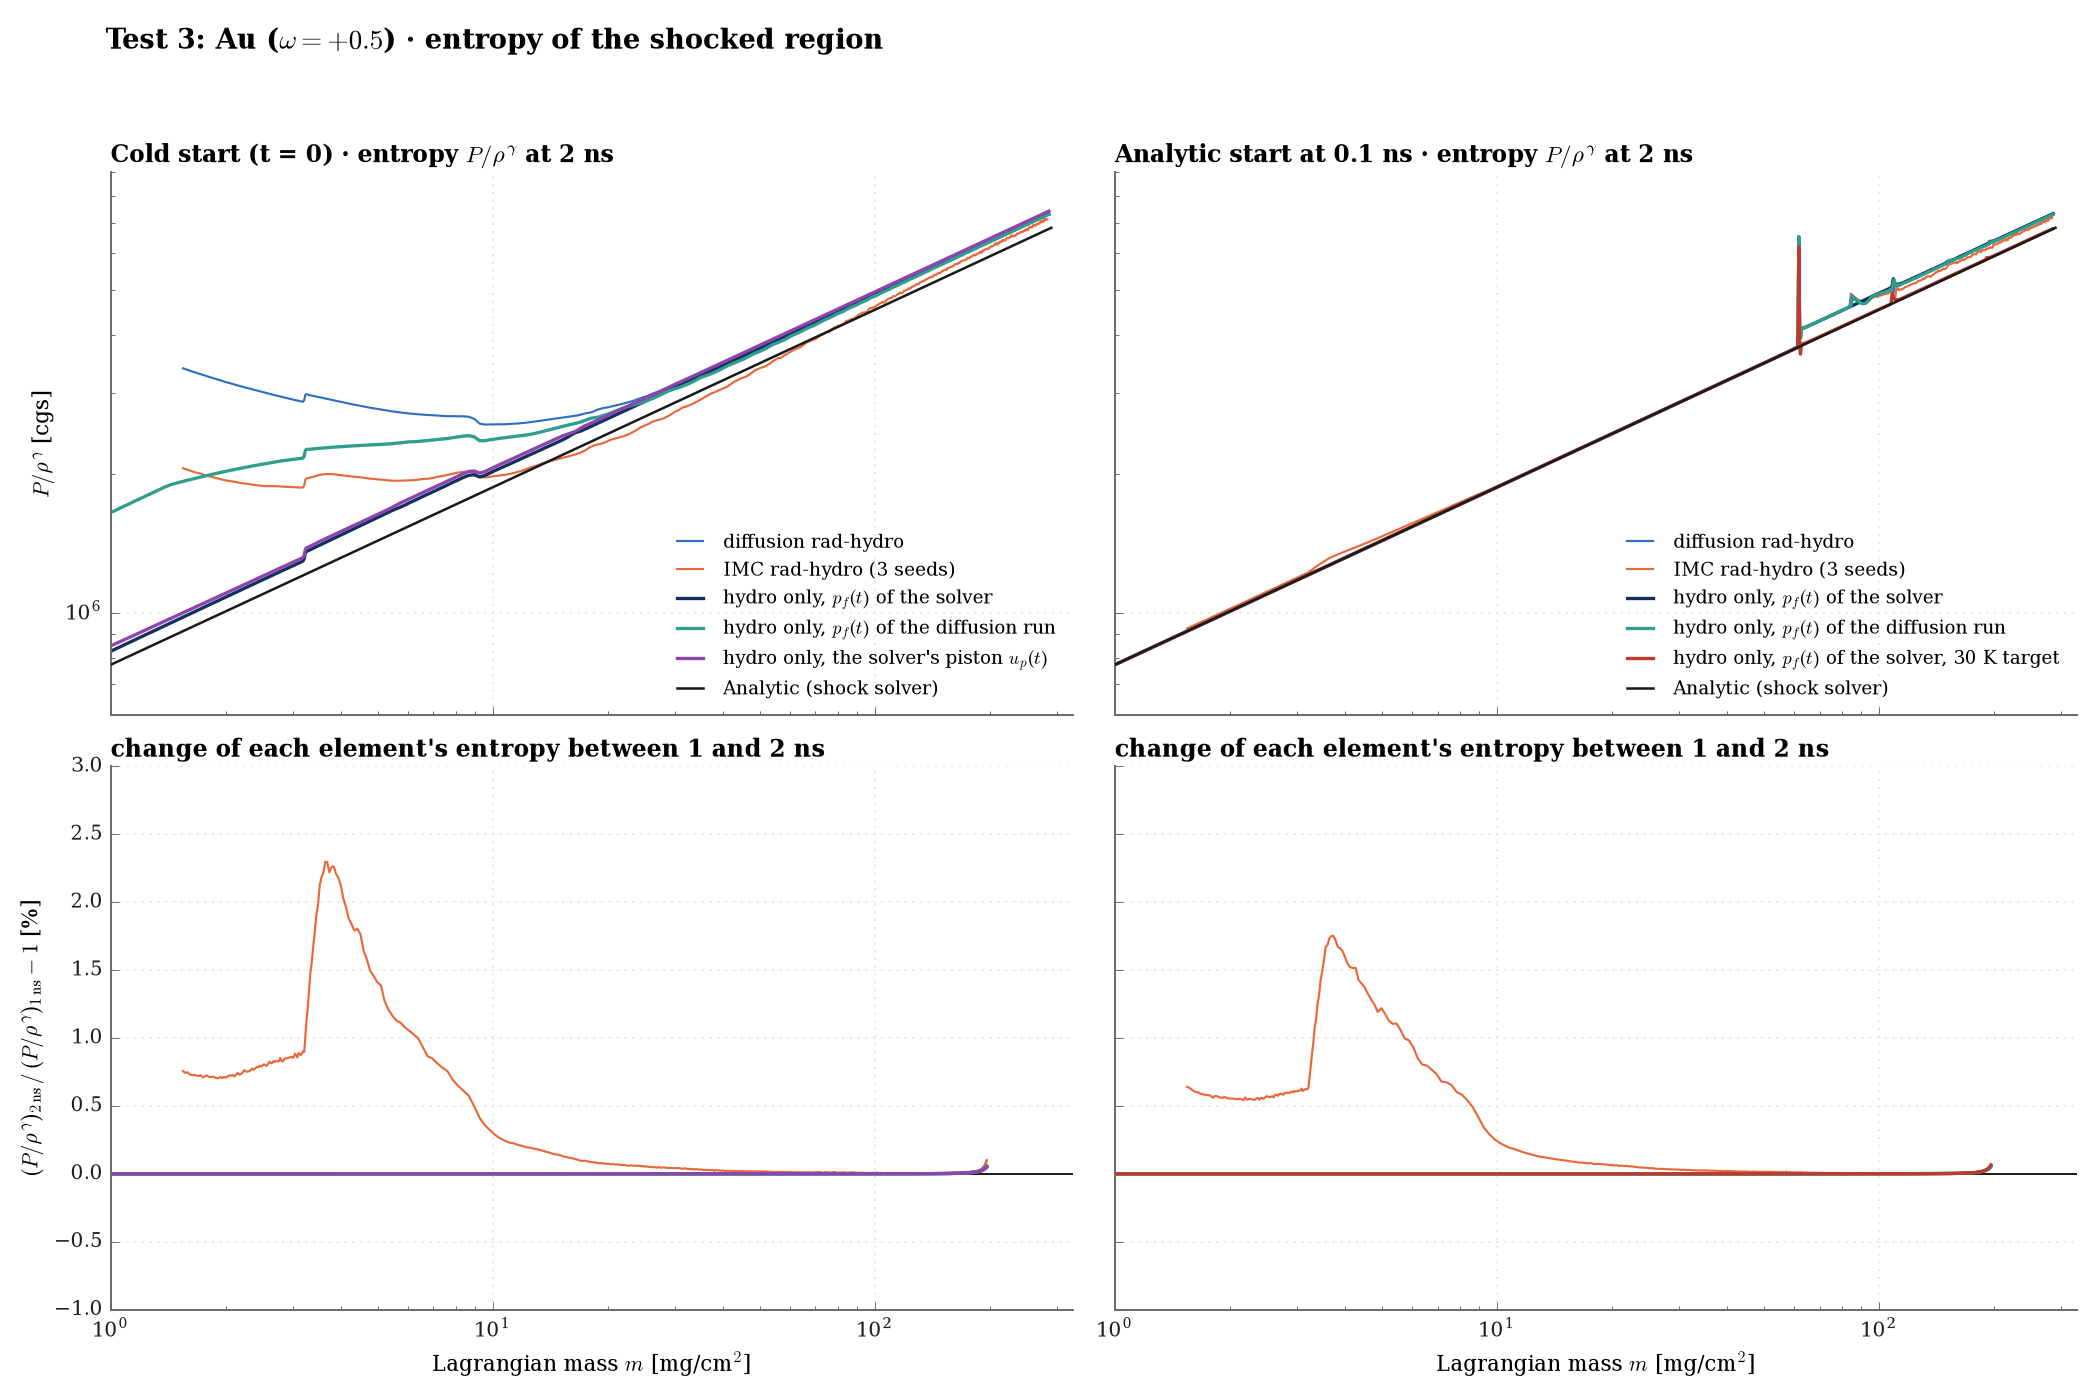 Test 3: Au (ω = +0.5) · entropy of the shocked region
Cold start (t = 0) · entropy P/ρ^γ at 2 ns
P/ρ^γ [cgs]
10^6
diffusion rad-hydro
IMC rad-hydro (3 seeds)
hydro only, p_f(t) of the solver
hydro only, p_f(t) of the diffusion run
hydro only, the solver's piston u_p(t)
Analytic (shock solver)
Analytic start at 0.1 ns · entropy P/ρ^γ at 2 ns
diffusion rad-hydro
IMC rad-hydro (3 seeds)
hydro only, p_f(t) of the solver
hydro only, p_f(t) of the diffusion run
hydro only, p_f(t) of the solver, 30 K target
Analytic (shock solver)
change of each element's entropy between 1 and 2 ns
(P/ρ^γ)_{2 ns} / (P/ρ^γ)_{1 ns} − 1 [%]
3.0
2.5
2.0
1.5
1.0
0.5
0.0
−0.5
−1.0
10^0 10^1 10^2
Lagrangian mass m [mg/cm^2]
change of each element's entropy between 1 and 2 ns
10^0 10^1 10^2
Lagrangian mass m [mg/cm^2]